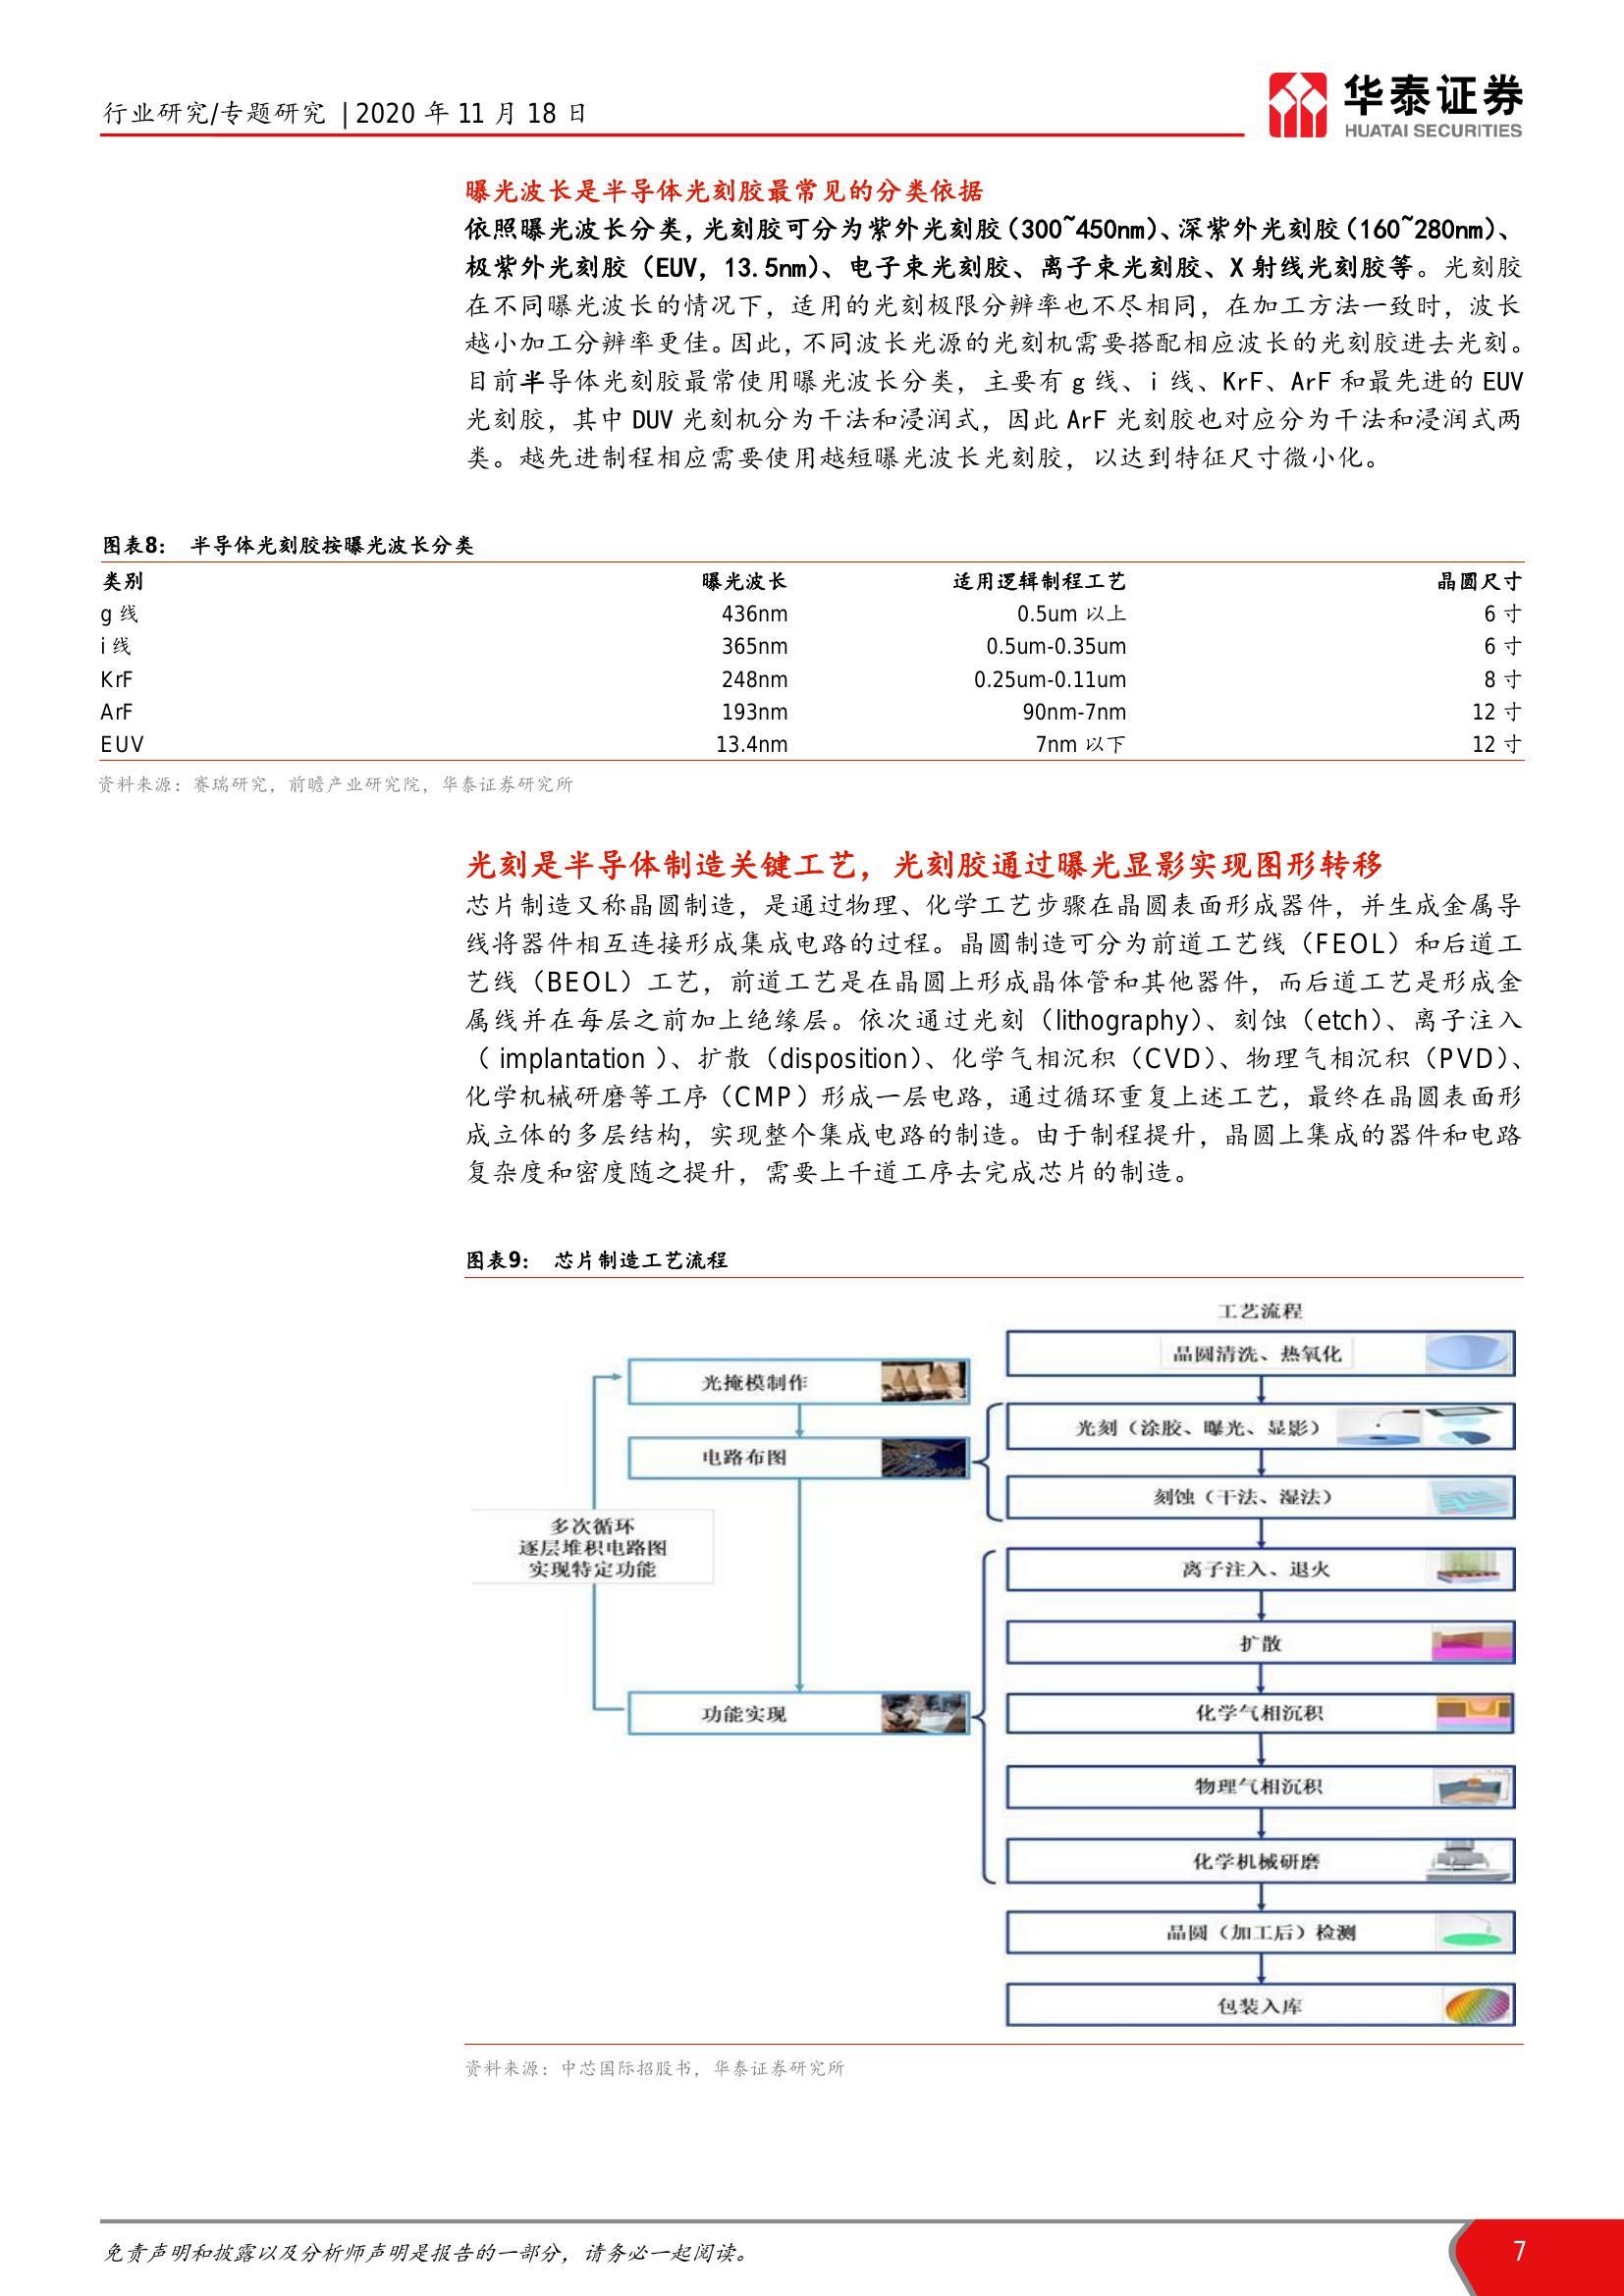 行业研究/专题研究 | 2020 年 11 月 18 日
华泰证券
HUATAI SECURITIES
曝光波长是半导体光刻胶最常见的分类依据
依照曝光波长分类，光刻胶可分为紫外光刻胶（300~450nm）、深紫外光刻胶（160~280nm）、
极紫外光刻胶（EUV，13.5nm）、电子束光刻胶、离子束光刻胶、X 射线光刻胶等。光刻胶
在不同曝光波长的情况下，适用的光刻极限分辨率也不尽相同，在加工方法一致时，波长
越小加工分辨率更佳。因此，不同波长光源的光刻机需要搭配相应波长的光刻胶进去光刻。
目前半导体光刻胶最常使用曝光波长分类，主要有 g 线、i 线、KrF、ArF 和最先进的 EUV
光刻胶，其中 DUV 光刻机分为干法和浸润式，因此 ArF 光刻胶也对应分为干法和浸润式两
类。越先进制程相应需要使用越短曝光波长光刻胶，以达到特征尺寸微小化。
图表8： 半导体光刻胶按曝光波长分类
类别 曝光波长 适用逻辑制程工艺 晶圆尺寸
g 线 436nm 0.5um 以上 6 寸
i 线 365nm 0.5um-0.35um 6 寸
KrF 248nm 0.25um-0.11um 8 寸
ArF 193nm 90nm-7nm 12 寸
EUV 13.4nm 7nm 以下 12 寸
资料来源：赛瑞研究，前瞻产业研究院，华泰证券研究所
光刻是半导体制造关键工艺，光刻胶通过曝光显影实现图形转移
芯片制造又称晶圆制造，是通过物理、化学工艺步骤在晶圆表面形成器件，并生成金属导
线将器件相互连接形成集成电路的过程。晶圆制造可分为前道工艺线（FEOL）和后道工
艺线（BEOL）工艺，前道工艺是在晶圆上形成晶体管和其他器件，而后道工艺是形成金
属线并在每层之前加上绝缘层。依次通过光刻（lithography）、刻蚀（etch）、离子注入
（ implantation ）、扩散（disposition）、化学气相沉积（CVD）、物理气相沉积（PVD）、
化学机械研磨等工序（CMP）形成一层电路，通过循环重复上述工艺，最终在晶圆表面形
成立体的多层结构，实现整个集成电路的制造。由于制程提升，晶圆上集成的器件和电路
复杂度和密度随之提升，需要上千道工序去完成芯片的制造。
图表9： 芯片制造工艺流程
工艺流程
晶圆清洗、热氧化
光掩模制作
光刻（涂胶、曝光、显影）
电路布图
刻蚀（干法、湿法）
多次循环
逐层堆积电路图
实现特定功能
离子注入、退火
扩散
功能实现
化学气相沉积
物理气相沉积
化学机械研磨
晶圆（加工后）检测
包装入库
资料来源：中芯国际招股书，华泰证券研究所
免责声明和披露以及分析师声明是报告的一部分，请务必一起阅读。
7